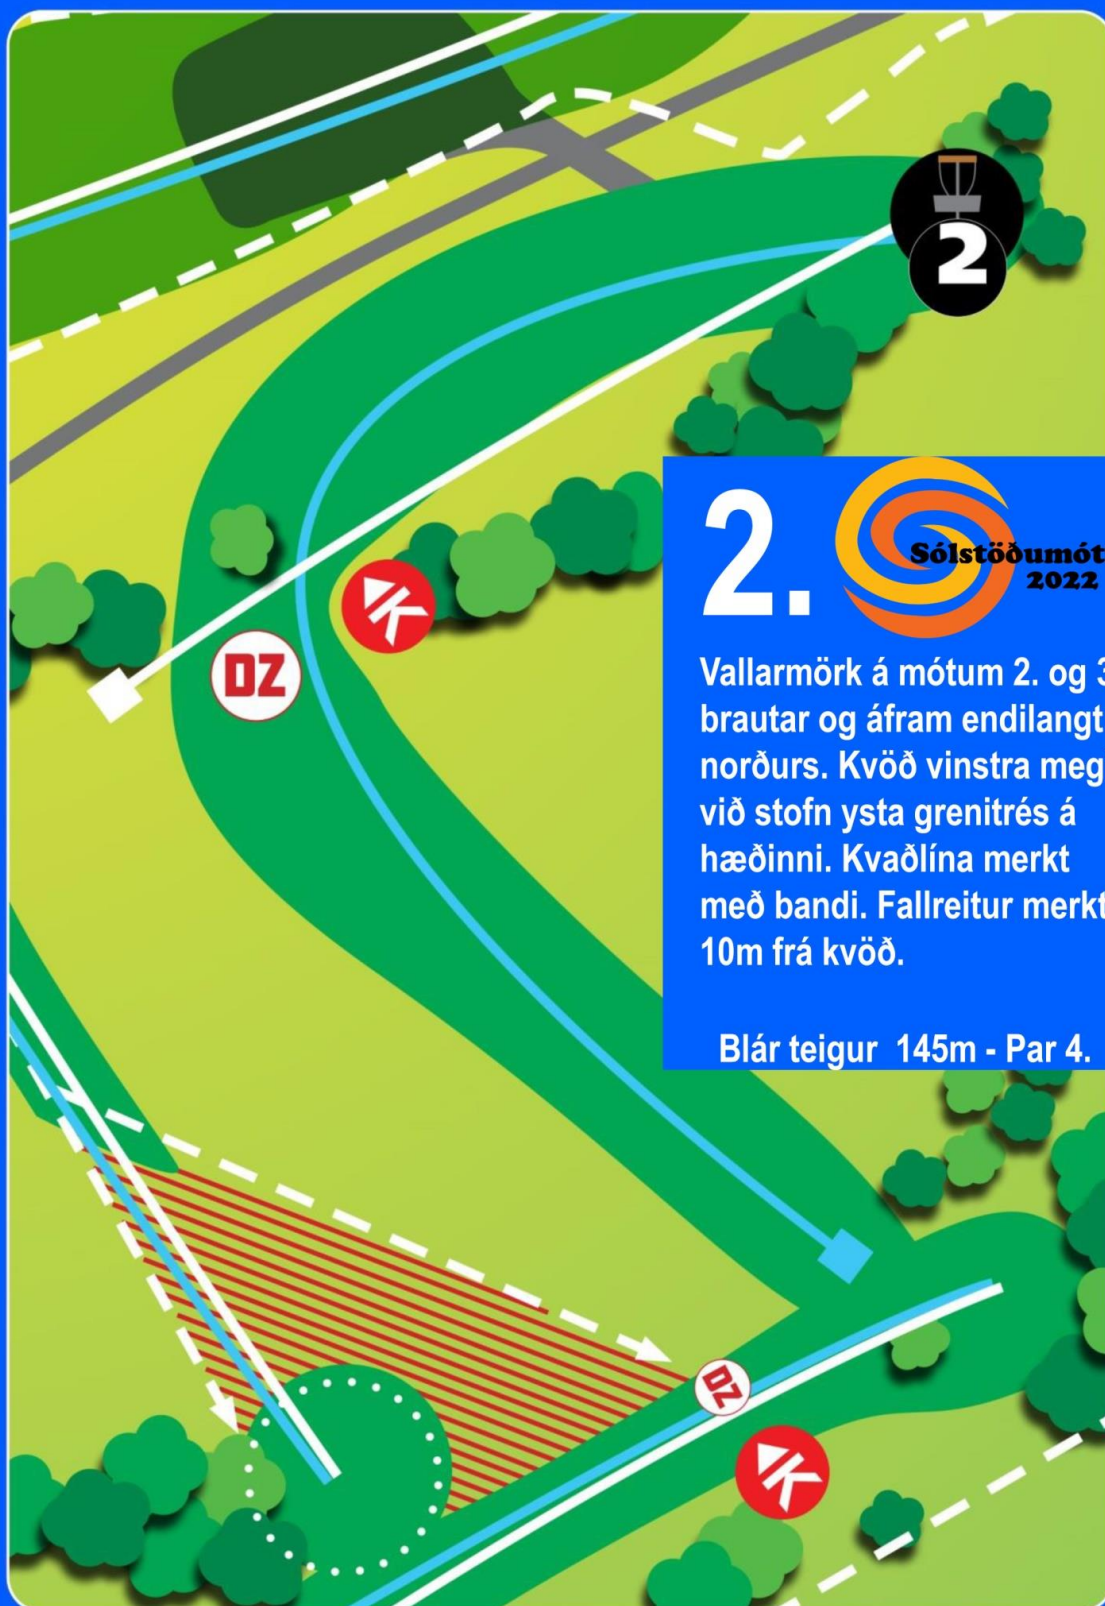 2
2.
Sólstöðumót
2022
Vallarmörk á mótum 2. og 3
brautar og áfram endilangt
norðurs. Kvöð vinstra meg
við stofn ysta grenitrés á
hæðinni. Kvaðlína merkt
með bandi. Fallreitur merkt
10m frá kvöð.
Blár teigur 145m - Par 4.
K
DZ
DZ
K